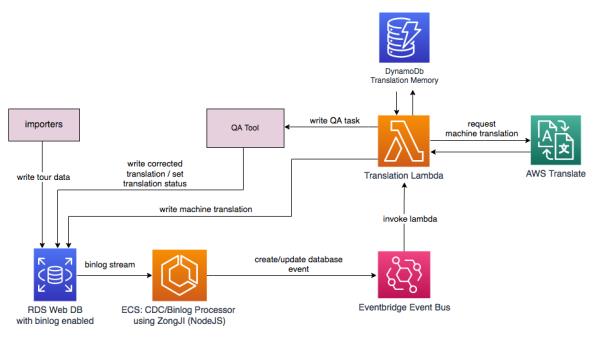 DynamoDb
Translation Memory
importers
QA Tool
write QA task
request
machine translation
Translation Lambda
AWS Translate
write tour data
write corrected
translation / set
translation status
write machine translation
invoke lambda
binlog stream
create/update database
event
RDS Web DB
with binlog enabled
ECS: CDC/Binlog Processor
using ZongJI (NodeJS)
Eventbridge Event Bus